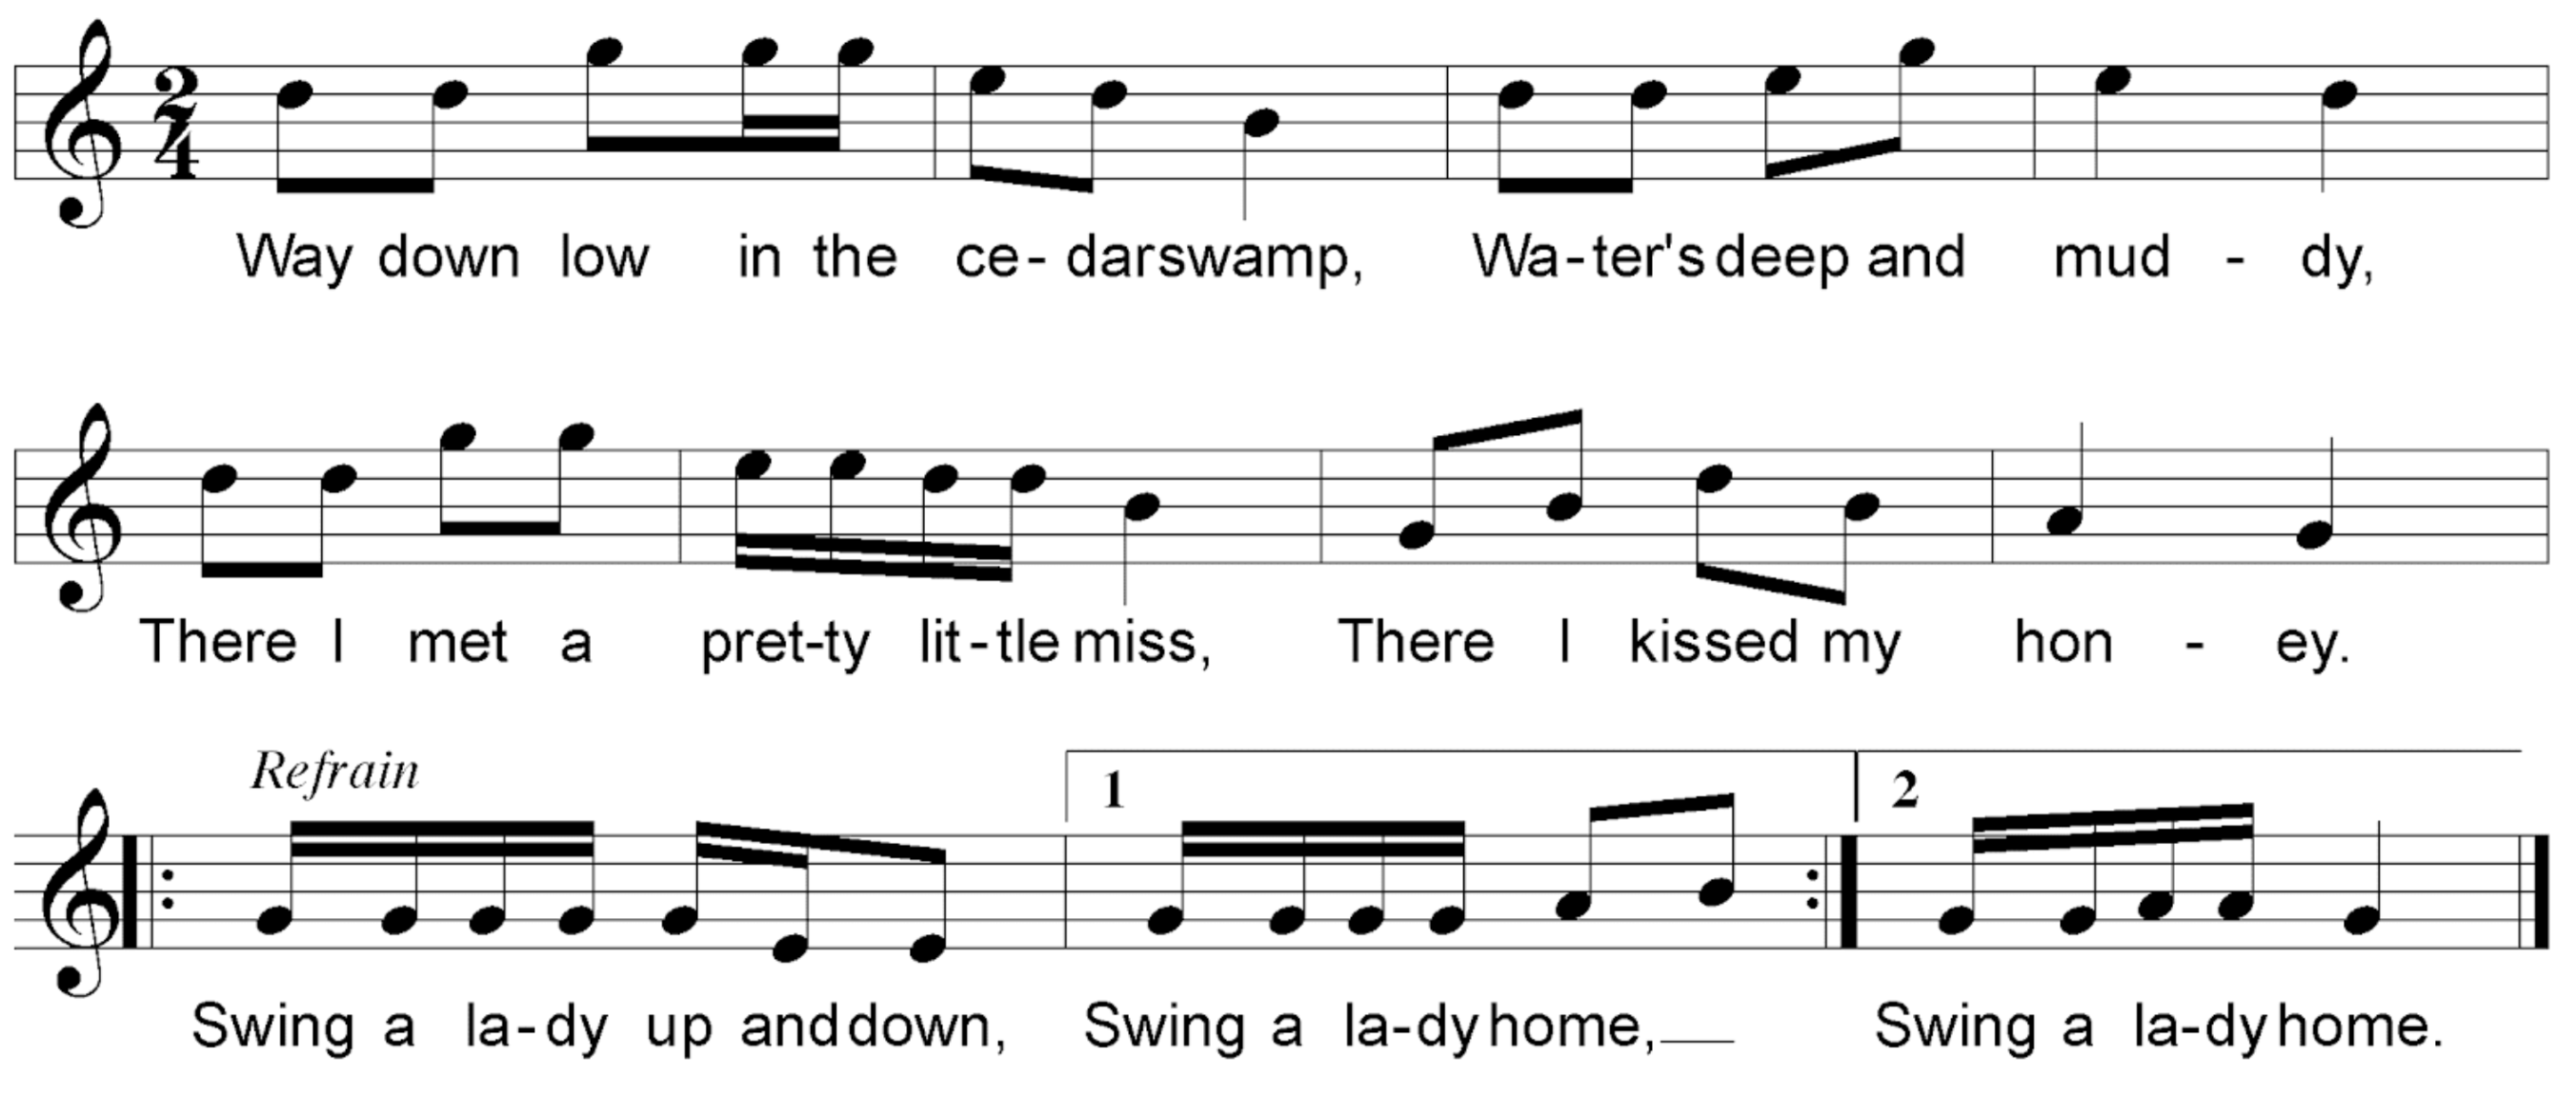 2 4
Way down low in the ce- darswamp, Wa-ter's deep and mud - dy,
There I met a pret-ty lit-tle miss, There I kissed my hon - ey.
Refrain
1 2
Swing a la-dy up and down, Swing a la-dy home, Swing a la-dy home.